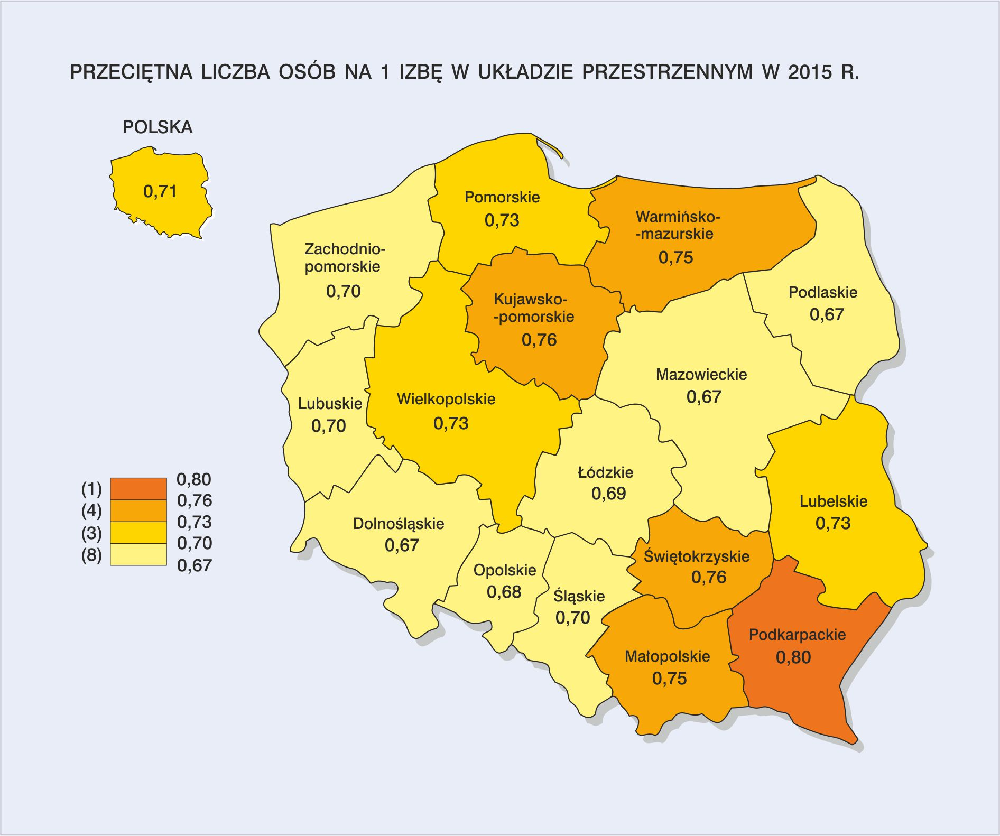 PRZECIĘTNA LICZBA OSÓB NA 1 IZBĘ W UKŁADZIE PRZESTRZENNYM W 2015 R.
POLSKA
0,71
Pomorskie
0,73
Warmińsko-
-mazurskie
0,75
Zachodnio-
pomorskie
0,70
Podlaskie
0,67
Kujawsko-
-pomorskie
0,76
Mazowieckie
0,67
Lubuskie
0,70
Wielkopolskie
0,73
Łódzkie
0,69
Lubelskie
0,73
Dolnośląskie
0,67
Opolskie
0,68
Śląskie
0,70
Świętokrzyskie
0,76
Małopolskie
0,75
Podkarpackie
0,80
(1)
(4)
(3)
(8)
0,80
0,76
0,73
0,70
0,67